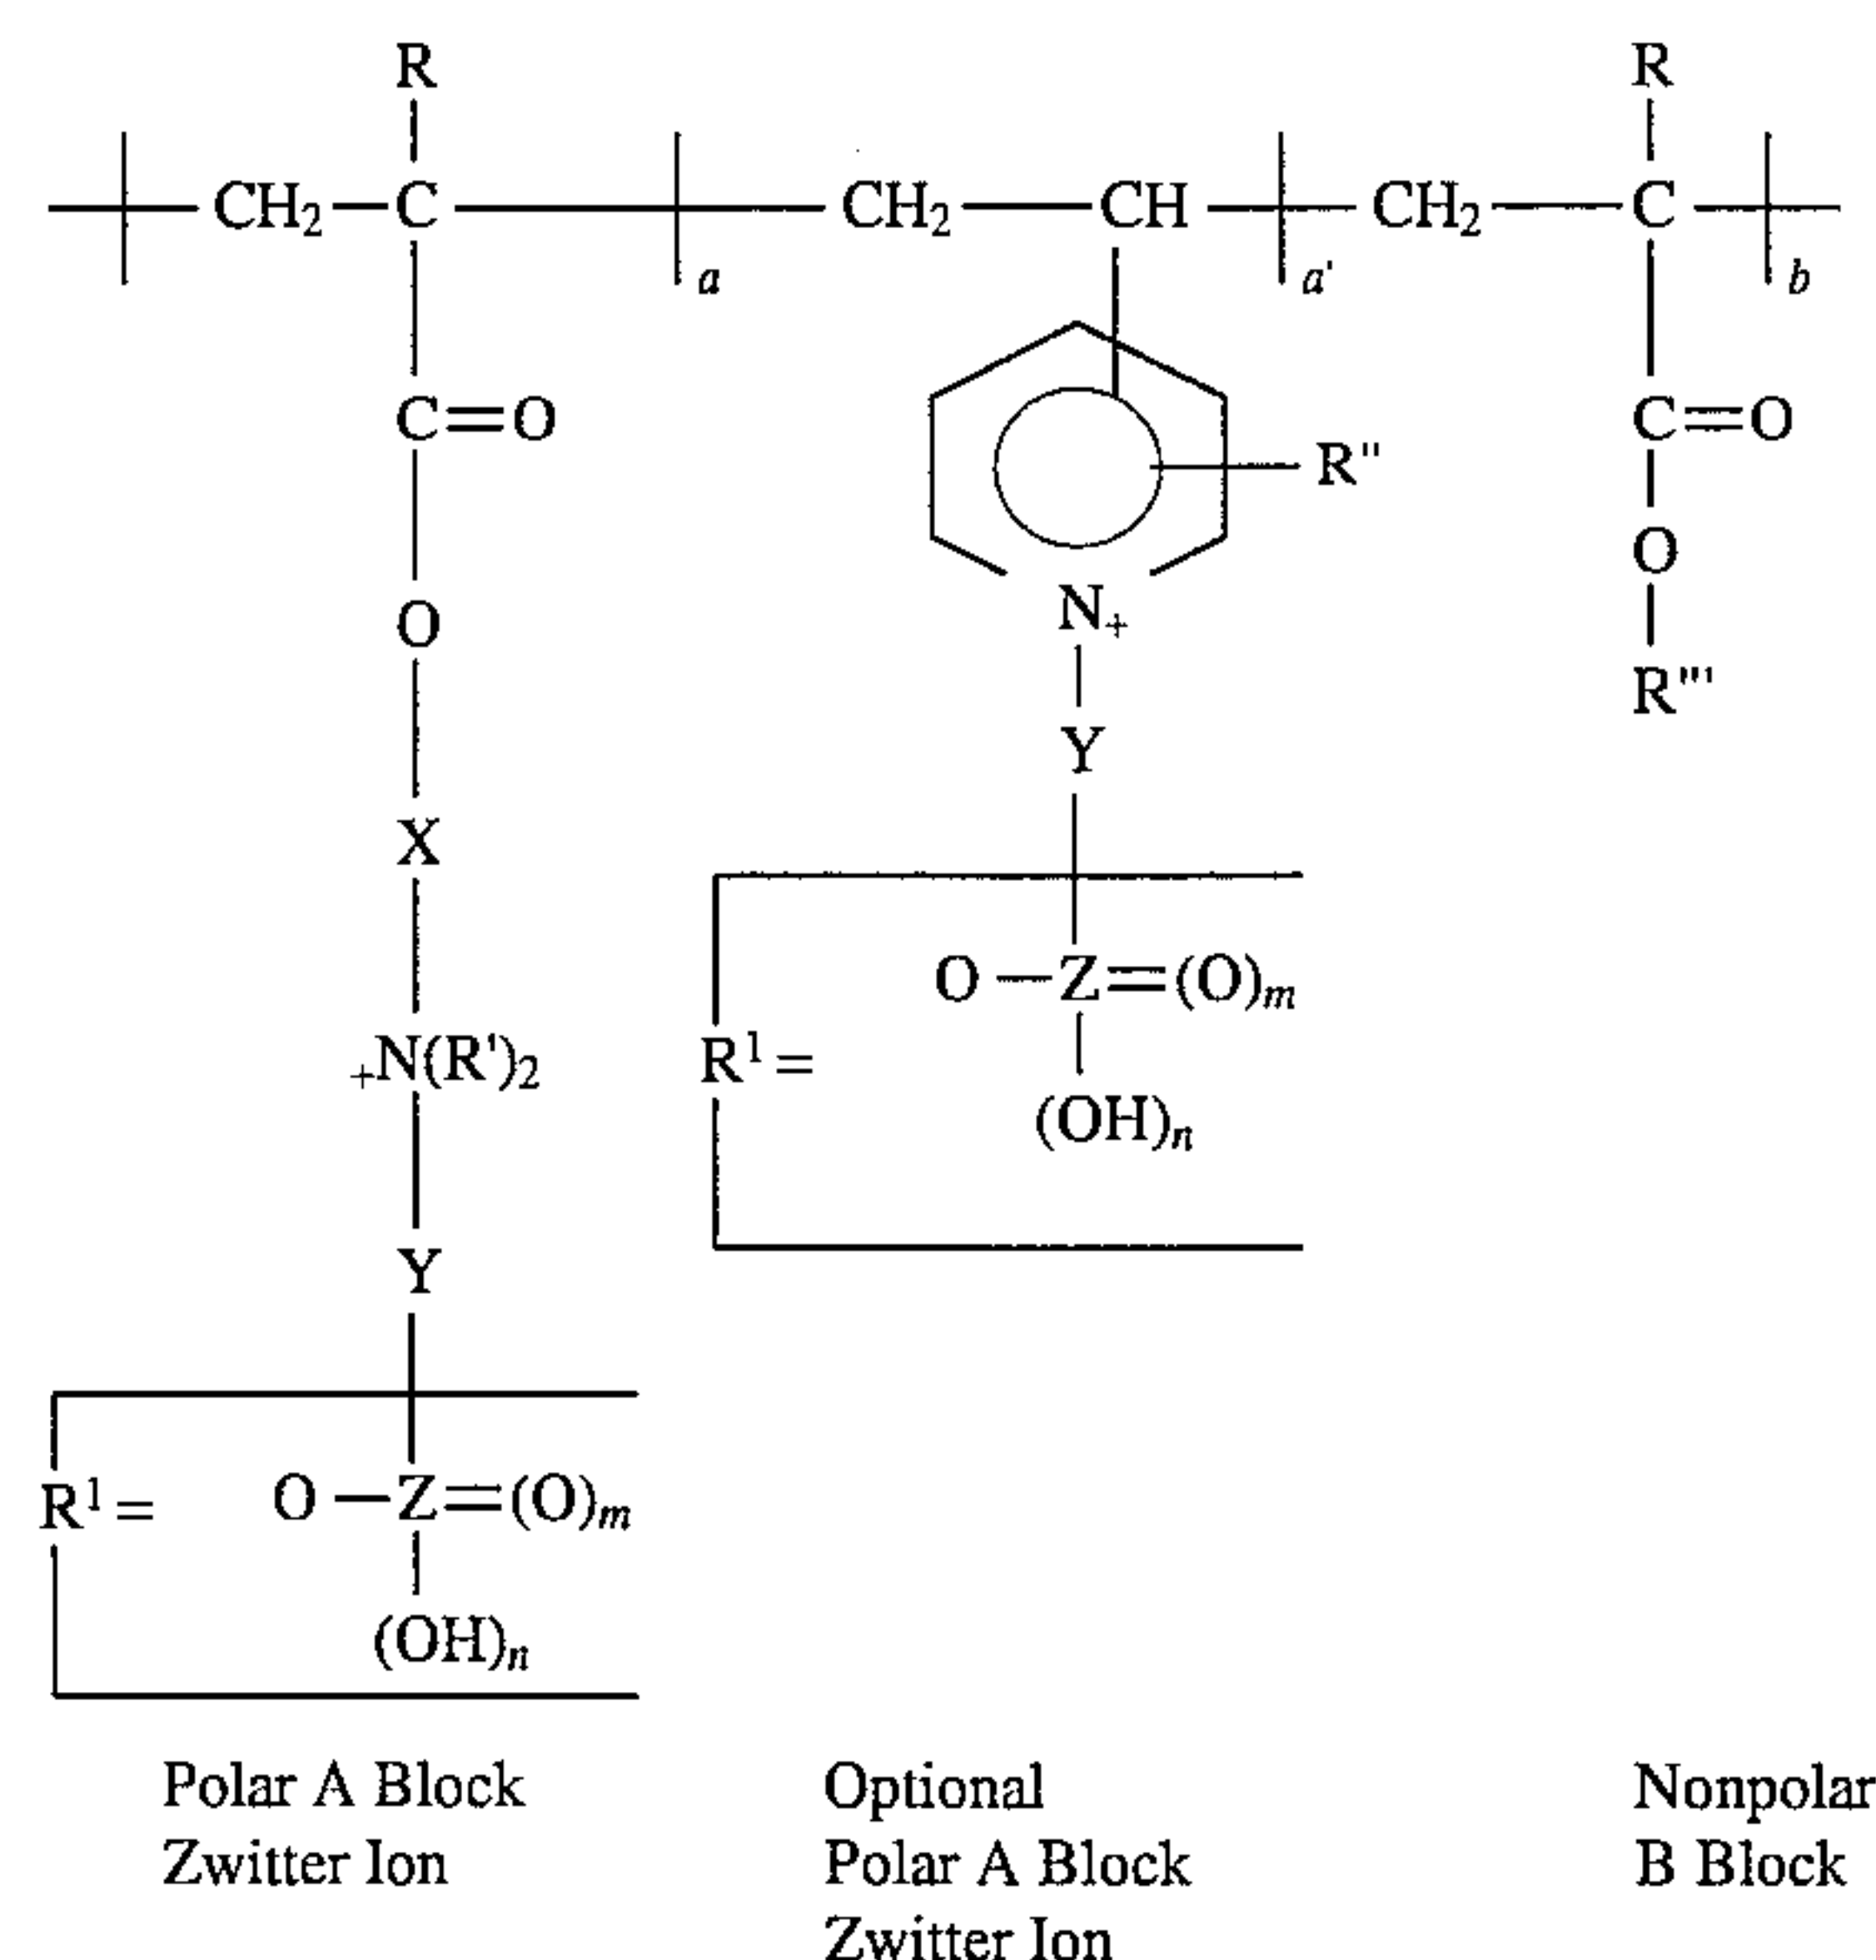 R R
CH₂ C CH₂ CH CH₂ C
a a' b
C=O C=O
R"
O
O N+
R"'
Y
X
O—Z=(O)m
+N(R')₂ R¹=
(OH)n
Y
R¹= O—Z=(O)m
(OH)n
Polar A Block Optional Nonpolar
Zwitter Ion Polar A Block B Block
Zwitter Ion